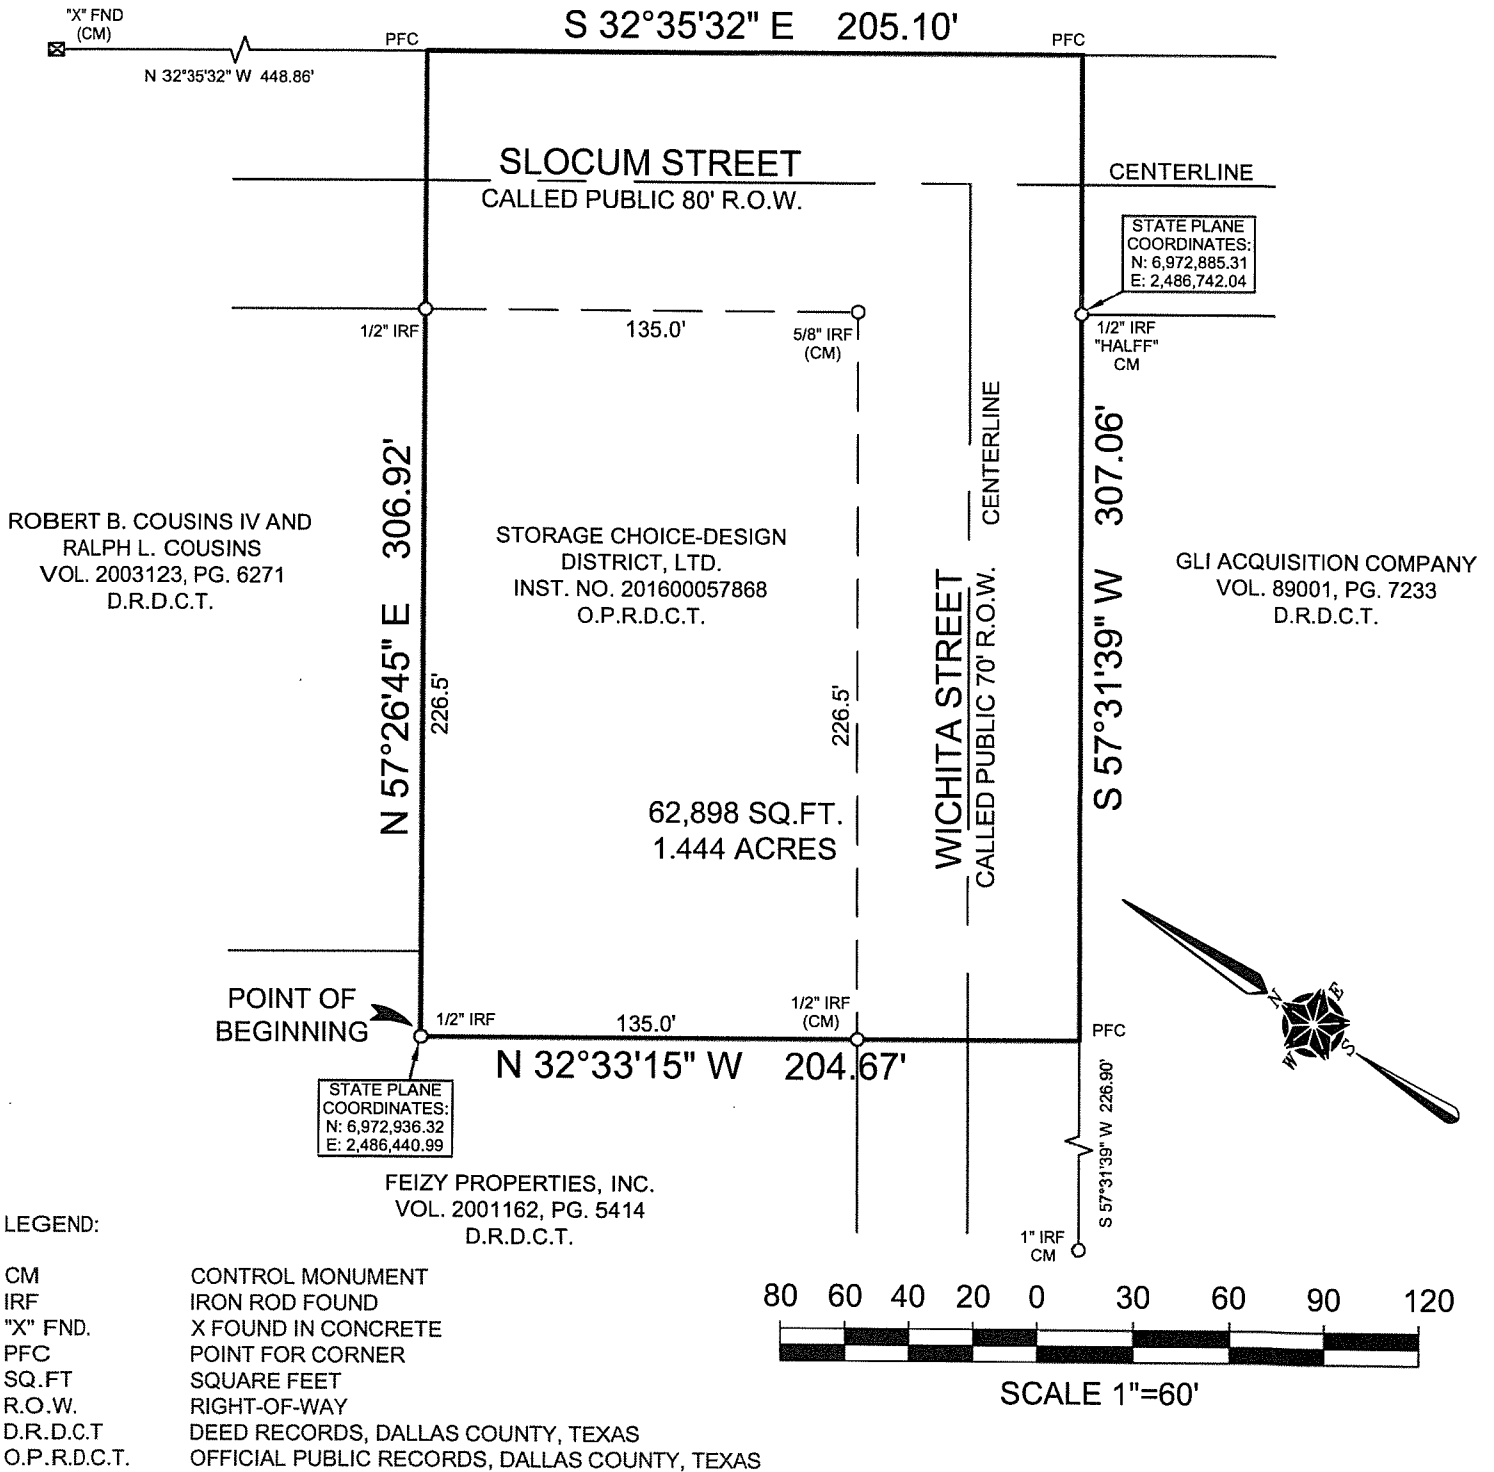 "X" FND
(CM)
N 32°35'32" W 448.86'
PFC
S 32°35'32" E 205.10'
PFC
SLOCUM STREET
CALLED PUBLIC 80' R.O.W.
CENTERLINE
STATE PLANE
COORDINATES:
N: 6,972,885.31
E: 2,486,742.04
1/2" IRF
135.0'
5/8" IRF
(CM)
1/2" IRF
"HALFF"
CM
CENTERLINE
N 57°26'45" E 306.92'
226.5'
226.5'
WICHITA STREET
CALLED PUBLIC 70' R.O.W.
S 57°31'39" W 307.06'
ROBERT B. COUSINS IV AND
RALPH L. COUSINS
VOL. 2003123, PG. 6271
D.R.D.C.T.
STORAGE CHOICE-DESIGN
DISTRICT, LTD.
INST. NO. 201600057868
O.P.R.D.C.T.
GLI ACQUISITION COMPANY
VOL. 89001, PG. 7233
D.R.D.C.T.
62,898 SQ.FT.
1.444 ACRES
POINT OF
BEGINNING
1/2" IRF
135.0'
1/2" IRF
(CM)
PFC
N 32°33'15" W 204.67'
N
E
W
S
STATE PLANE
COORDINATES:
N: 6,972,936.32
E: 2,486,440.99
S 57°31'39" W 226.90'
FEIZY PROPERTIES, INC.
VOL. 2001162, PG. 5414
D.R.D.C.T.
1" IRF
CM
LEGEND:
CM CONTROL MONUMENT
IRF IRON ROD FOUND
"X" FND. X FOUND IN CONCRETE
PFC POINT FOR CORNER
SQ.FT SQUARE FEET
R.O.W. RIGHT-OF-WAY
D.R.D.C.T DEED RECORDS, DALLAS COUNTY, TEXAS
O.P.R.D.C.T. OFFICIAL PUBLIC RECORDS, DALLAS COUNTY, TEXAS
80 60 40 20 0 30 60 90 120
SCALE 1"=60'